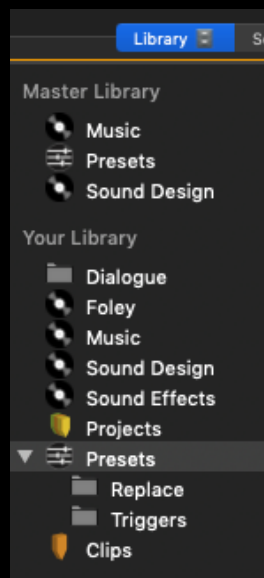 Library
Master Library
Music
Presets
Sound Design
Your Library
Dialogue
Foley
Music
Sound Design
Sound Effects
Projects
Presets
Replace
Triggers
Clips